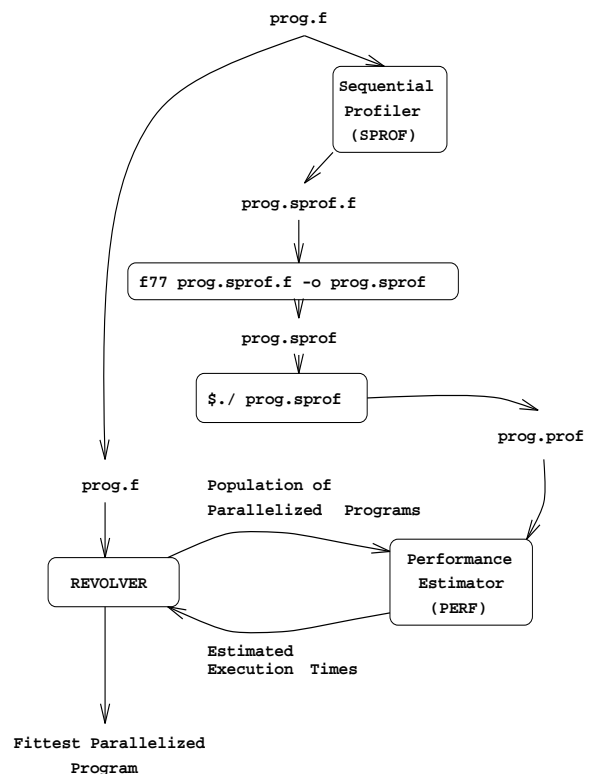 prog.f
Sequential
Profiler
(SPROF)
prog.sprof.f
f77 prog.sprof.f -o prog.sprof
prog.sprof
$./ prog.sprof
prog.prof
prog.f
Population of
Parallelized Programs
REVOLVER
Performance
Estimator
(PERF)
Estimated
Execution Times
Fittest Parallelized
Program